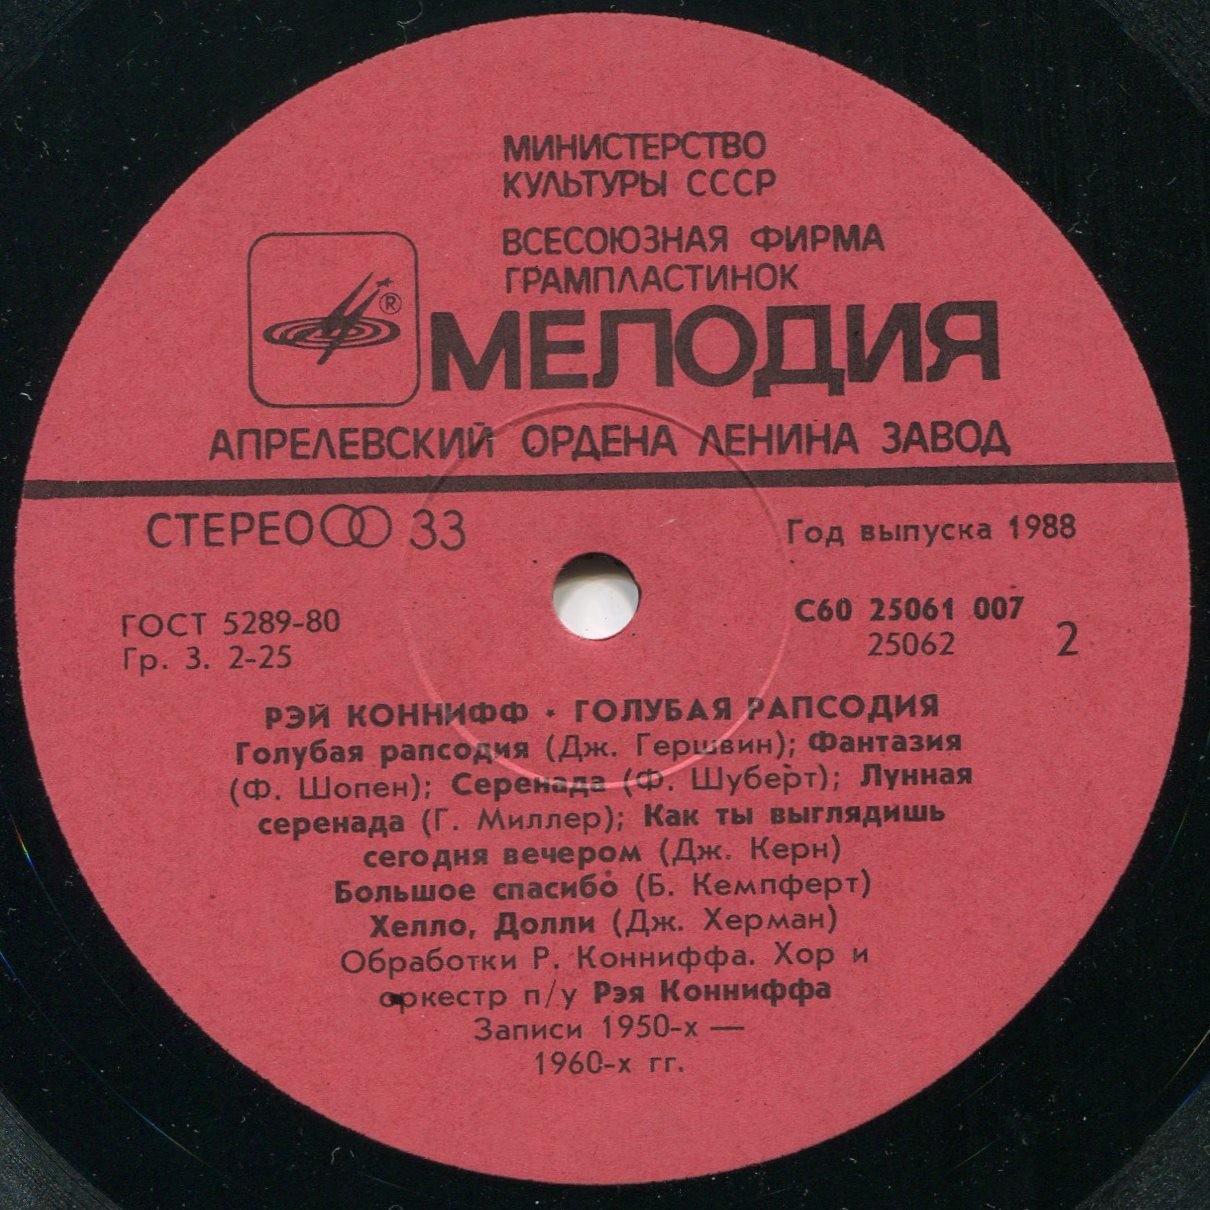 МИНИСТЕРСТВО
КУЛЬТУРЫ СССР
ВСЕСОЮЗНАЯ ФИРМА
ГРАМПЛАСТИНОК
®
МЕЛОДИЯ
АПРЕЛЕВСКИЙ ОРДЕНА ЛЕНИНА ЗАВОД
СТЕРЕО 33
Год выпуска 1988
ГОСТ 5289-80
Гр. 3. 2-25
С60 25061 007
25062
2
РЭЙ КОННИФФ · ГОЛУБАЯ РАПСОДИЯ
Голубая рапсодия (Дж. Гершвин); Фантазия
(Ф. Шопен); Серенада (Ф. Шуберт); Лунная
серенада (Г. Миллер); Как ты выглядишь
сегодня вечером (Дж. Керн)
Большое спасибо (Б. Кемпферт)
Хелло, Долли (Дж. Херман)
Обработки Р. Конниффа. Хор и
оркестр п/у Рэя Конниффа
Записи 1950-х —
1960-х гг.